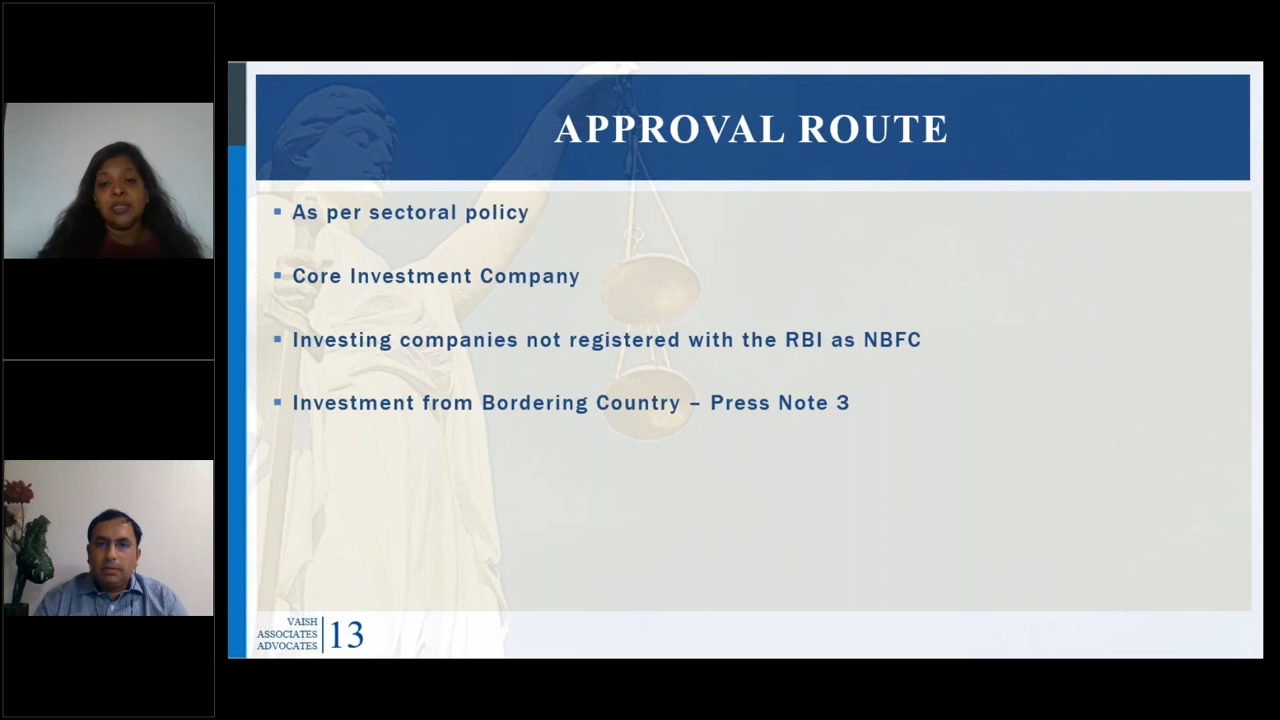 APPROVAL ROUTE
As per sectoral policy
Core Investment Company
Investing companies not registered with the RBI as NBFC
Investment from Bordering Country – Press Note 3
VAISH
ASSOCIATES
ADVOCATES
13